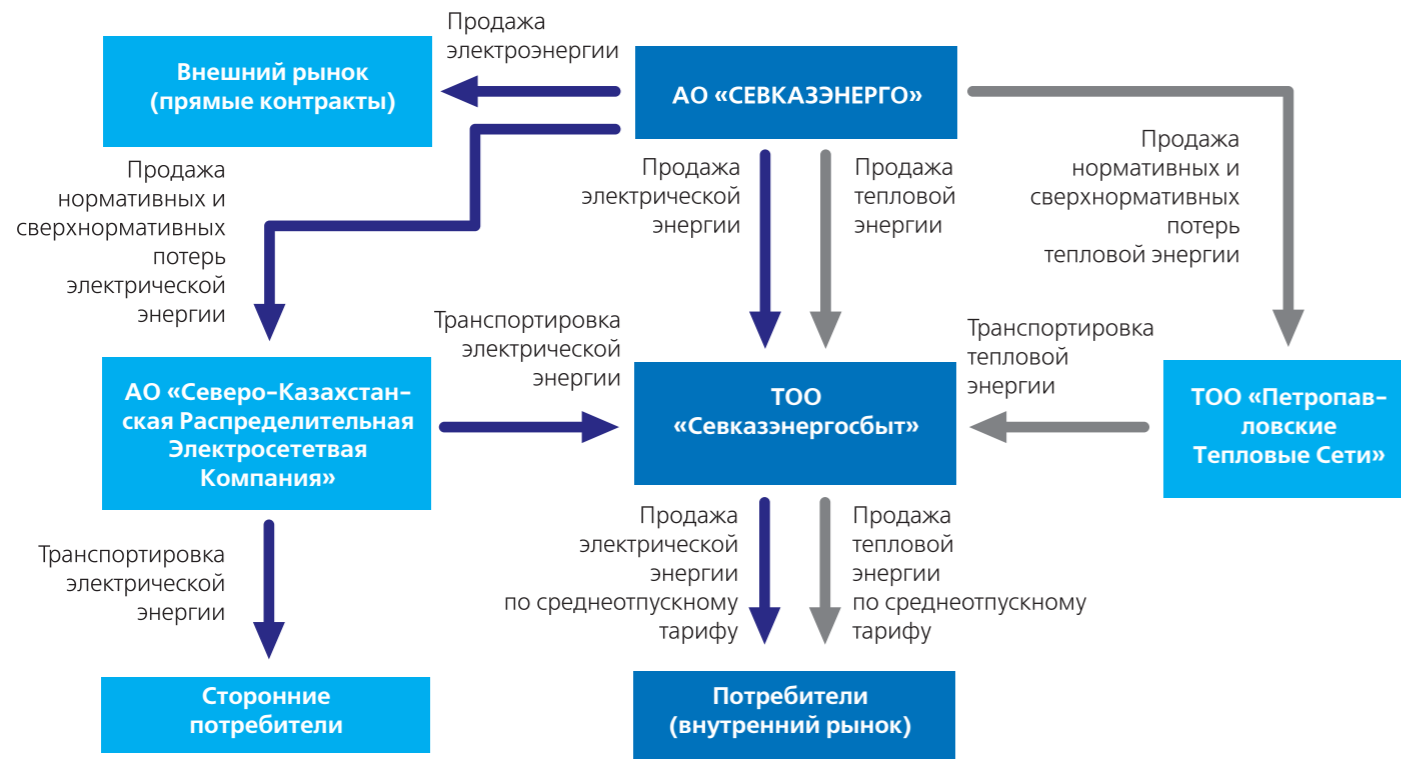 Продажа
электроэнергии
Внешний рынок
(прямые контракты)
АО «СЕВКАЗЭНЕРГО»
Продажа
нормативных и
сверхнормативных
потерь
электрической
энергии
Продажа
электрической
энергии
Продажа
тепловой
энергии
Продажа
нормативных и
сверхнормативных
потерь
тепловой энергии
Транспортировка
электрической
энергии
Транспортировка
тепловой
энергии
АО «Северо-Казахстан-
ская Распределительная
Электросететвая
Компания»
ТОО
«Севказэнергосбыт»
ТОО «Петропав-
ловские
Тепловые Сети»
Транспортировка
электрической
энергии
Продажа
электрической
энергии
по среднеотпускному
тарифу
Продажа
тепловой
энергии
по среднеотпускному
тарифу
Сторонние
потребители
Потребители
(внутренний рынок)